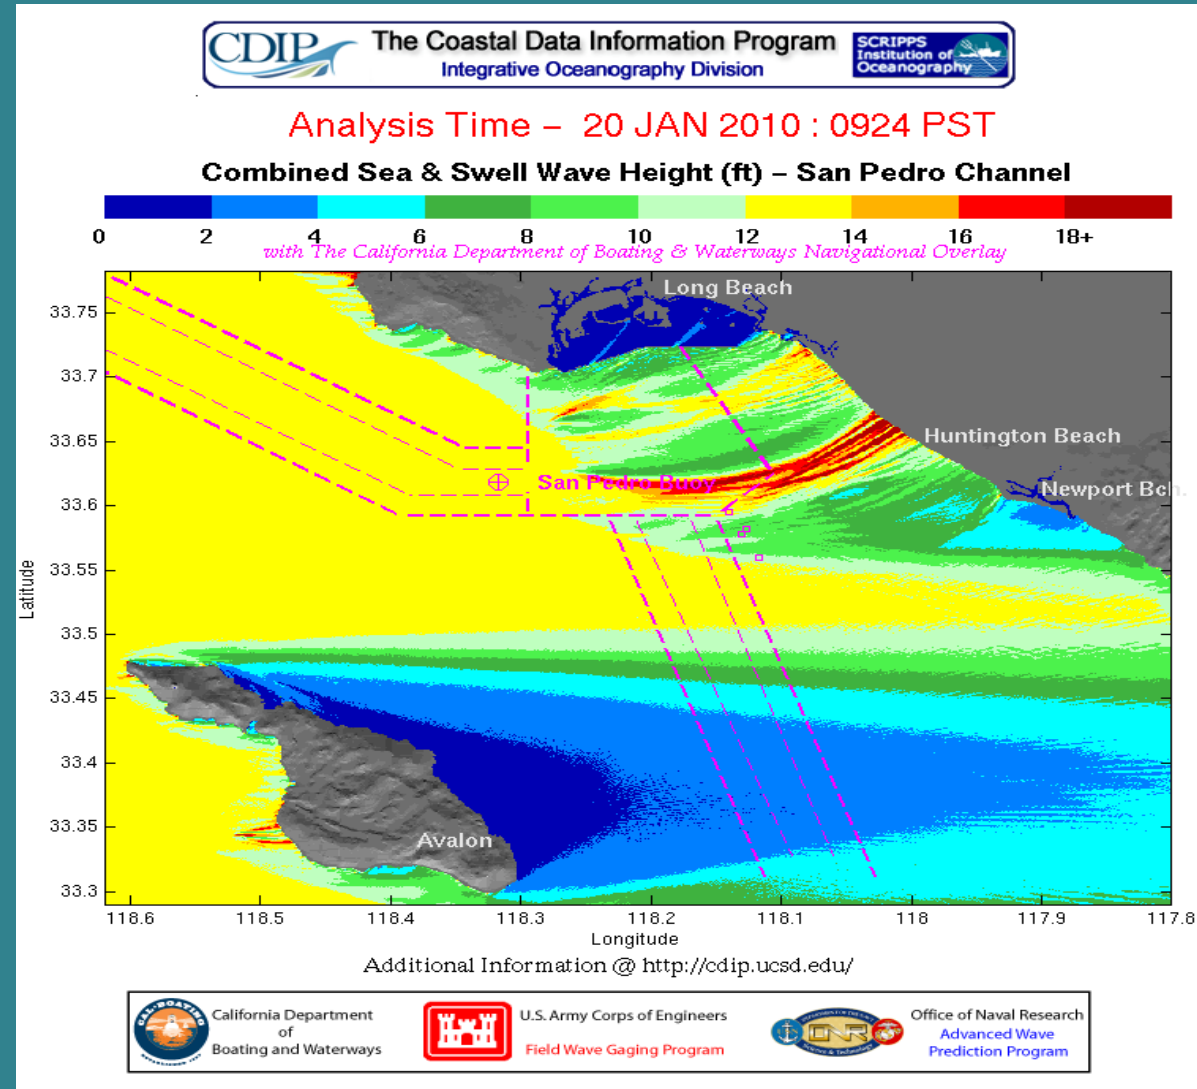 CDIP
The Coastal Data Information Program
Integrative Oceanography Division
SCRIPPS
Institution of
Oceanography
Analysis Time – 20 JAN 2010 : 0924 PST
Combined Sea & Swell Wave Height (ft) – San Pedro Channel
0 2 4 6 8 10 12 14 16 18+
with The California Department of Boating & Waterways Navigational Overlay
Long Beach
33.75
33.7
33.65
Huntington Beach
San Pedro Buoy
Newport Bch.
33.6
33.55
Latitude
33.5
33.45
33.4
33.35
Avalon
33.3
118.6 118.5 118.4 118.3 118.2 118.1 118 117.9 117.8
Longitude
Additional Information @ http://cdip.ucsd.edu/
CAL-BOATING
California Department
of
Boating and Waterways
U.S. Army Corps of Engineers
Field Wave Gaging Program
ONR
Science & Technology
Office of Naval Research
Advanced Wave
Prediction Program